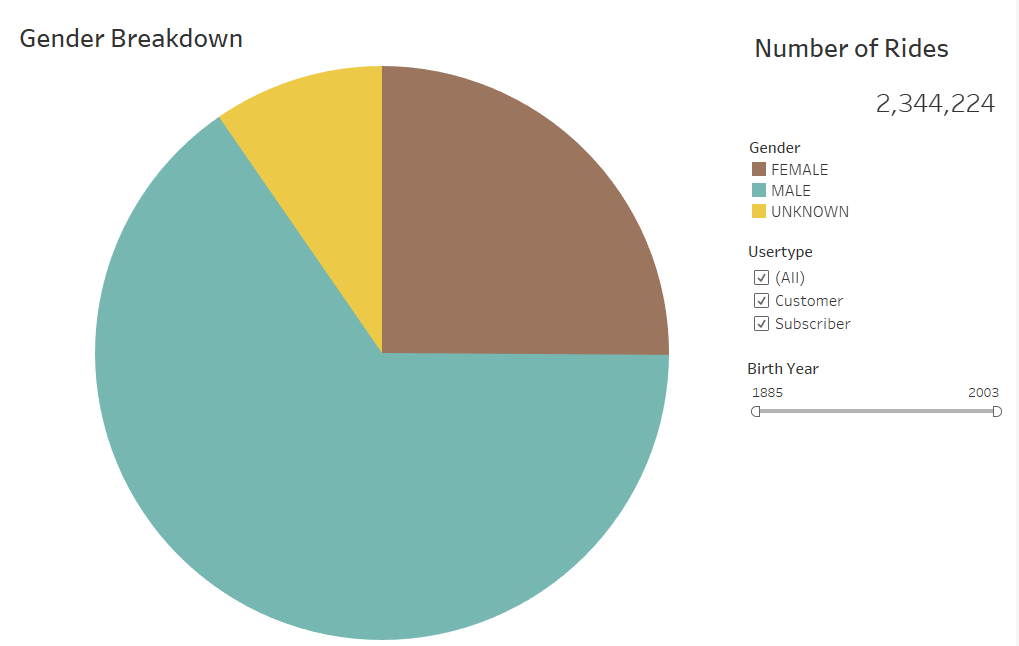 Gender Breakdown
Number of Rides
2,344,224
Gender
FEMALE
MALE
UNKNOWN
Usertype
(All)
Customer
Subscriber
Birth Year
1885 2003